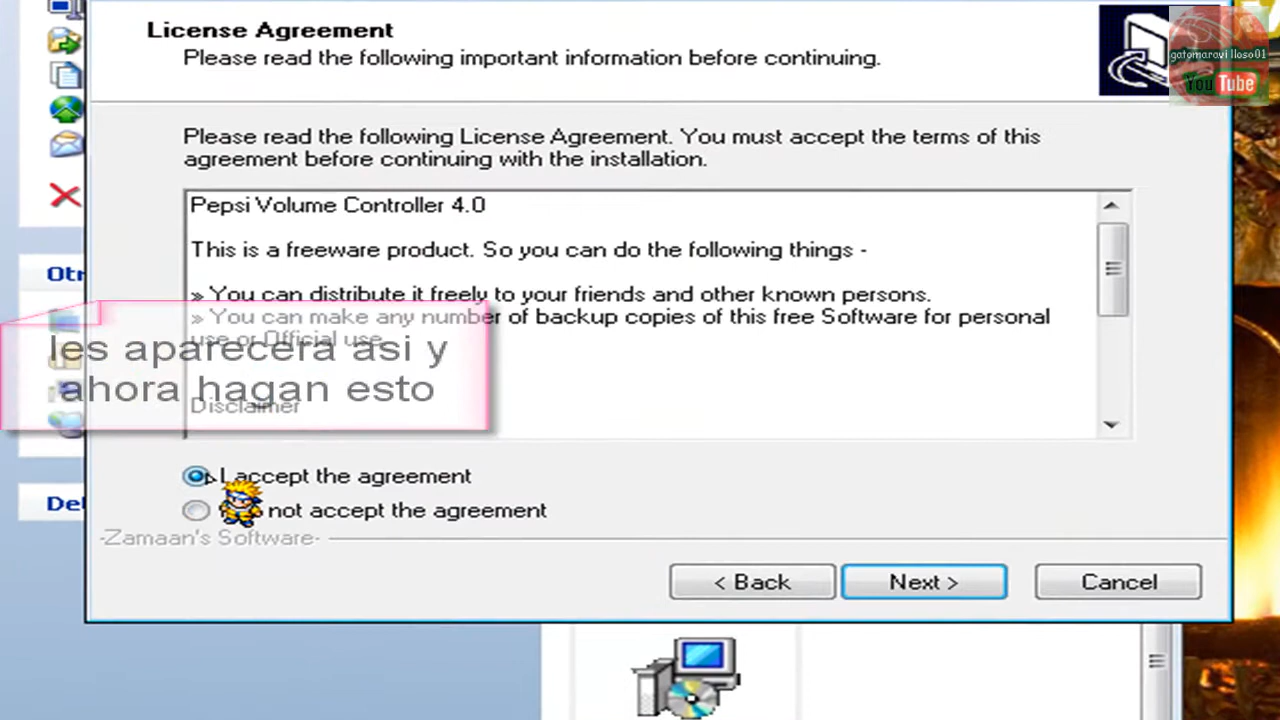 License Agreement
Please read the following important information before continuing.
gatomaravilloso01
YouTube
Please read the following License Agreement. You must accept the terms of this
agreement before continuing with the installation.
Pepsi Volume Controller 4.0
This is a freeware product. So you can do the following things -
» You can distribute it freely to your friends and other known persons.
» You can make any number of backup copies of this free Software for personal
use or Official use.
Disclaimer
Otr
les aparecera asi y
ahora hagan esto
I accept the agreement
not accept the agreement
Det
-Zamaan's Software-
< Back
Next >
Cancel